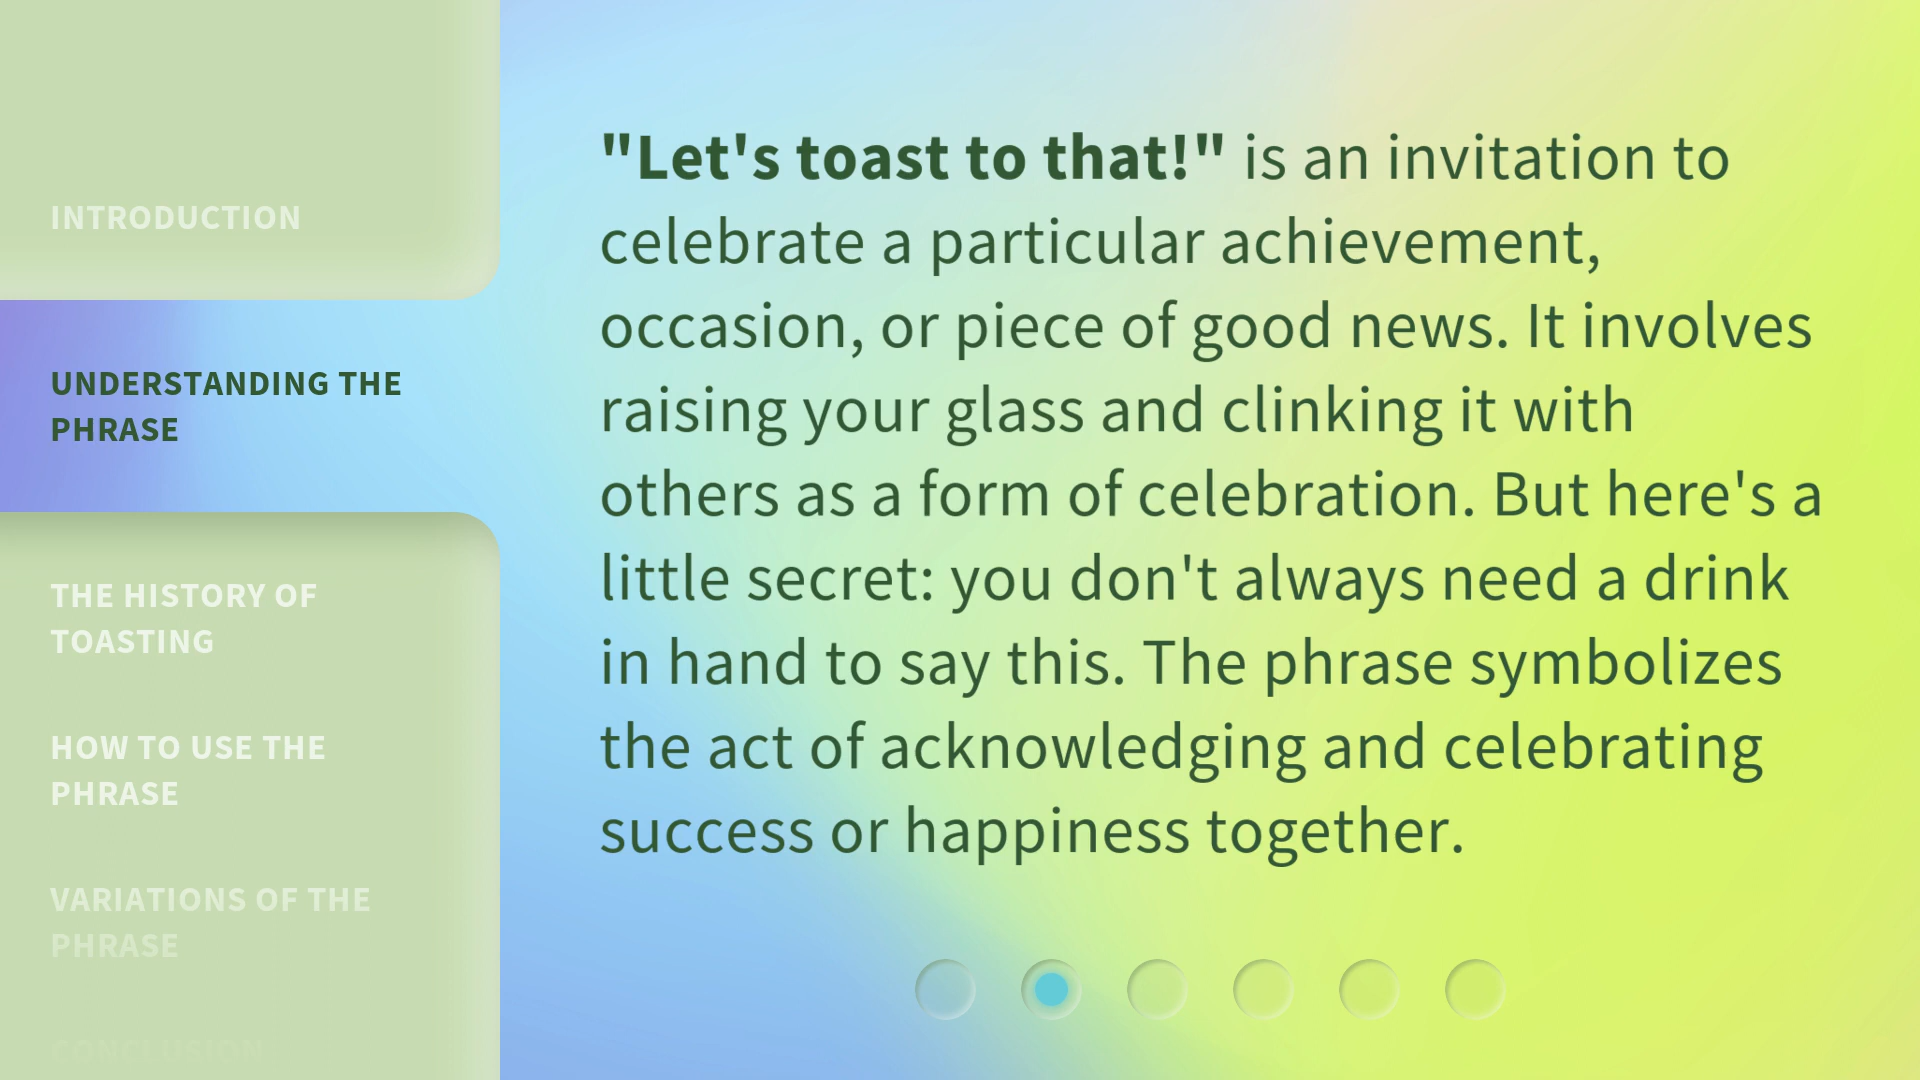 INTRODUCTION
UNDERSTANDING THE
PHRASE
THE HISTORY OF
TOASTING
HOW TO USE THE
PHRASE
VARIATIONS OF THE
PHRASE
CONCLUSION
"Let's toast to that!" is an invitation to
celebrate a particular achievement,
occasion, or piece of good news. It involves
raising your glass and clinking it with
others as a form of celebration. But here's a
little secret: you don't always need a drink
in hand to say this. The phrase symbolizes
the act of acknowledging and celebrating
success or happiness together.